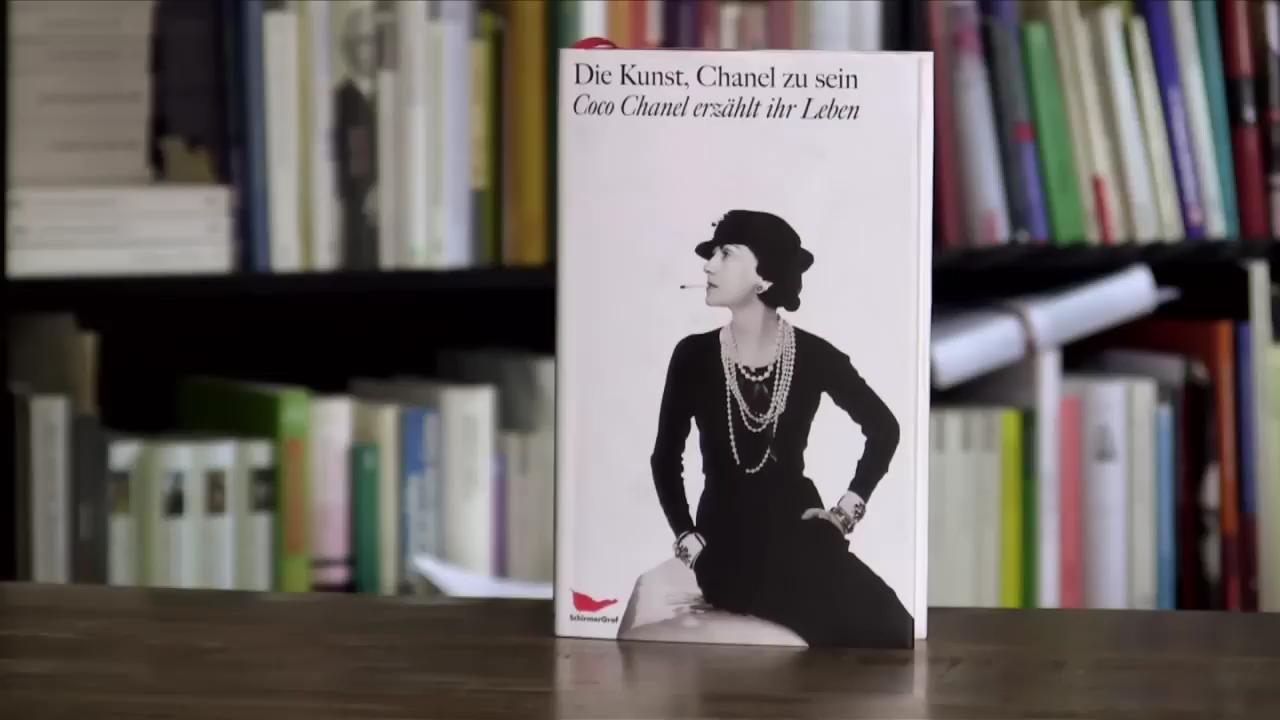 Die Kunst, Chanel zu sein
Coco Chanel erzählt ihr Leben
SchirmerGraf